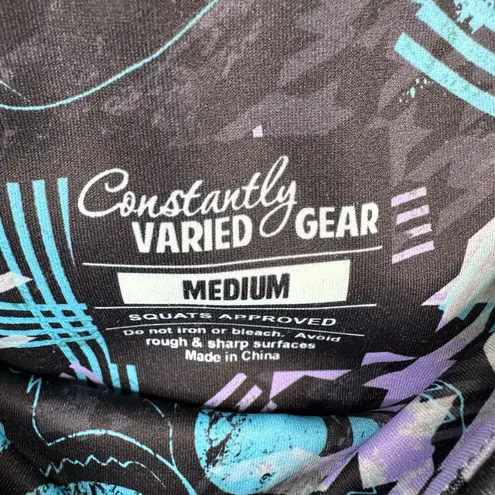 Constantly
VARIED GEAR
MEDIUM
SQUATS APPROVED
Do not iron or bleach. Avoid
rough & sharp surfaces
Made in China